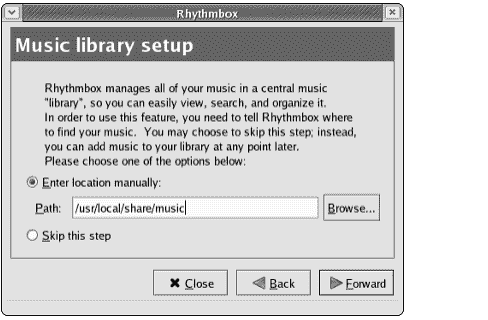 Rhythmbox
Music library setup
Rhythmbox manages all of your music in a central music
"library", so you can easily view, search, and organize it.
In order to use this feature, you need to tell Rhythmbox where
to find your music.  You may choose to skip this step; instead,
you can add music to your library at any point later.
Please choose one of the options below:
Enter location manually:
Path: /usr/local/share/music Browse...
Skip this step
Close Back Forward